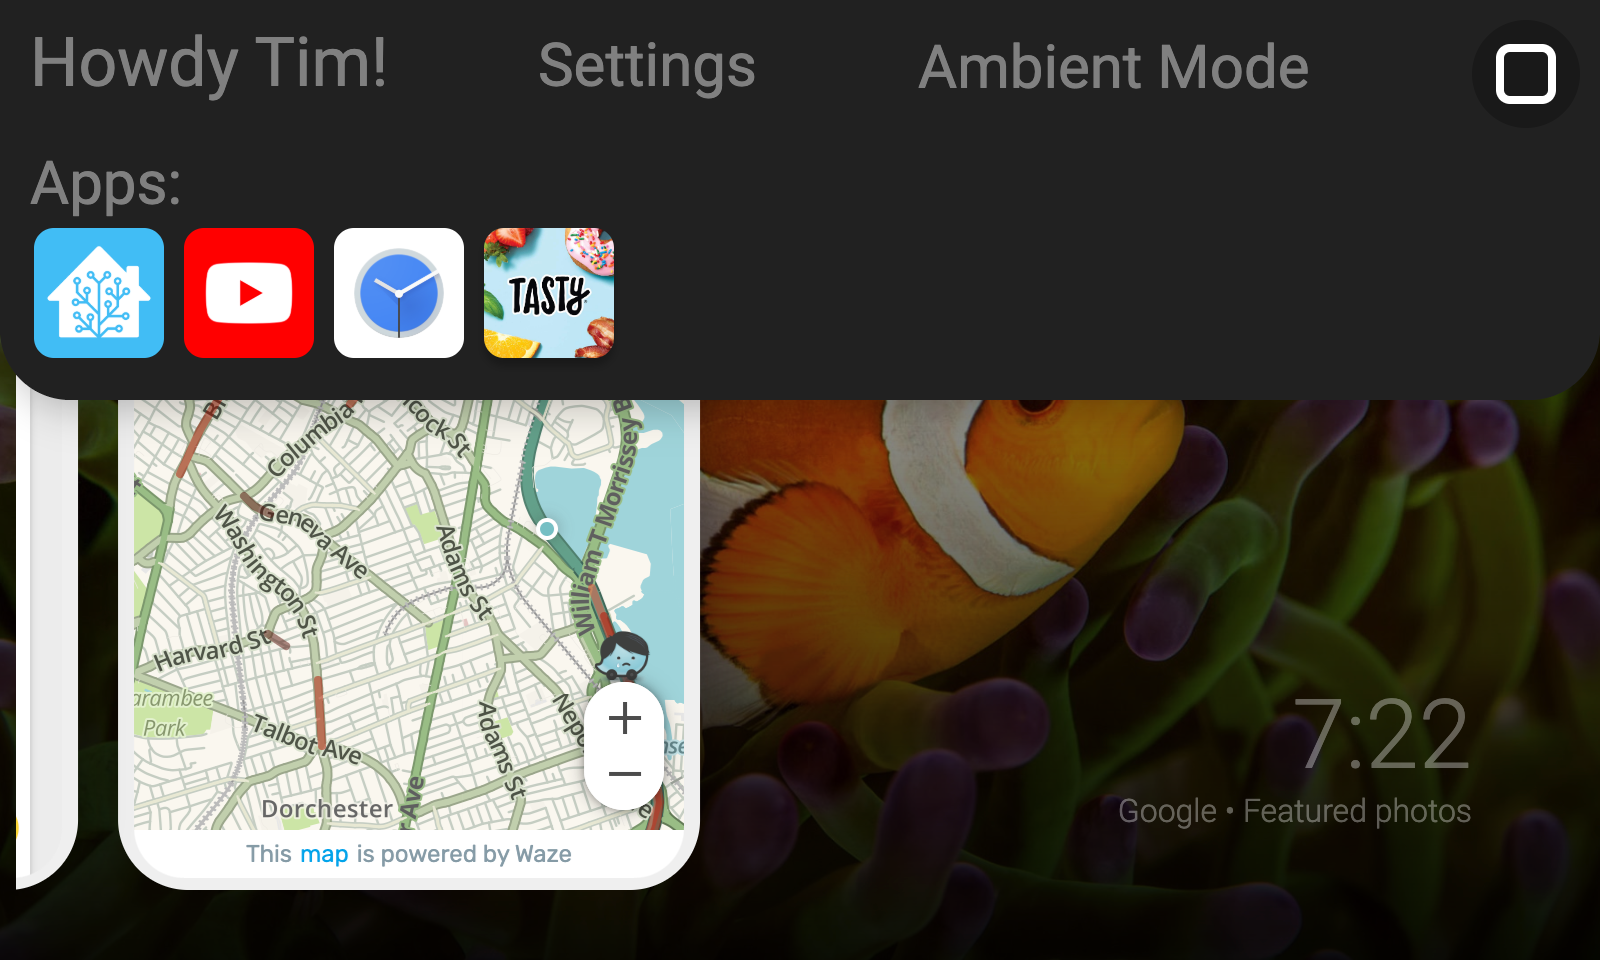 Howdy Tim!
Settings
Ambient Mode
Apps:
TASTY
Columbia
cock St
William T Morrissey B
Geneva Ave
Washington St
Adams St
Harvard St
arambee
Park
Talbot Ave
Adams St
Nepo
Ave
Dorchester
This map is powered by Waze
7:22
Google • Featured photos